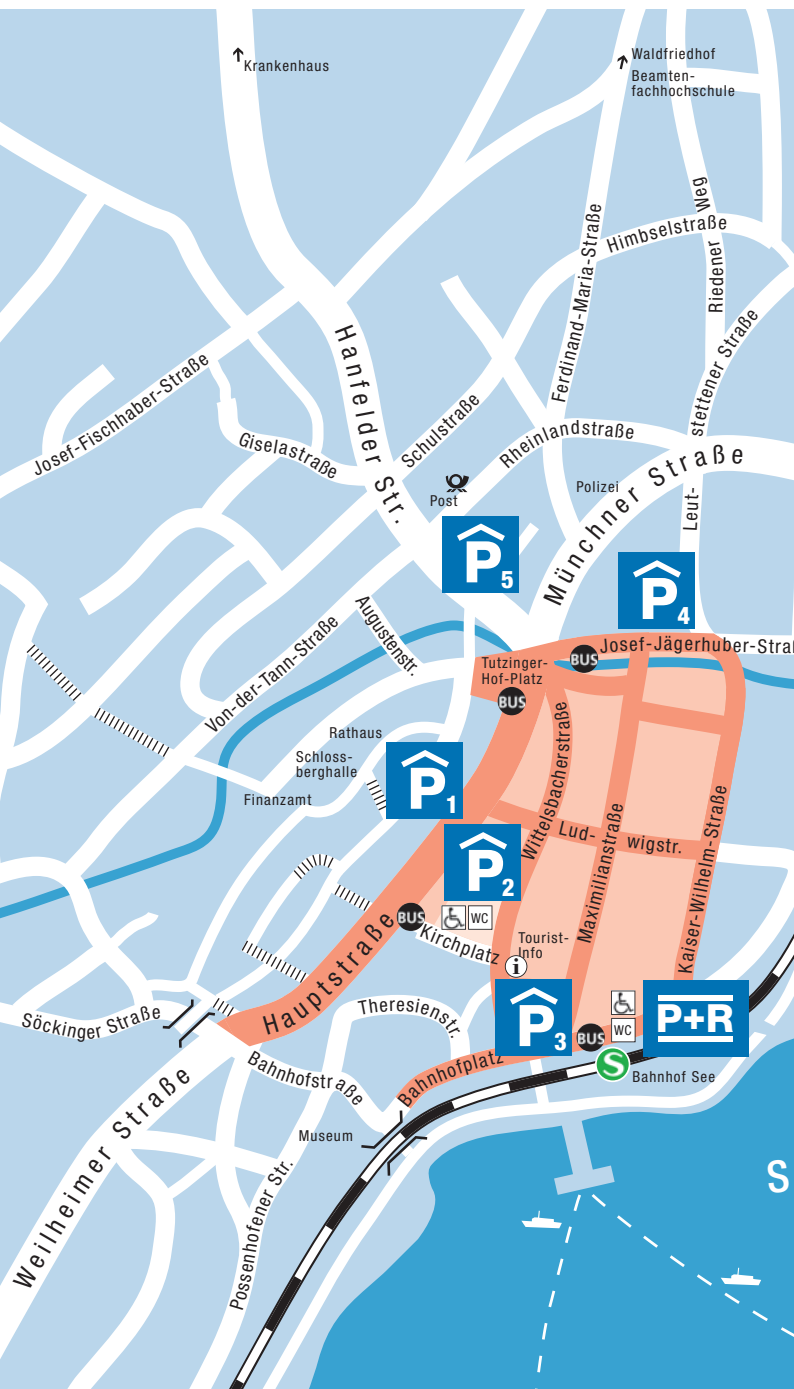 Krankenhaus
Waldfriedhof
Beamten-
fachhochschule
Riedener Weg
Himbselstraße
Ferdinand-Maria-Straße
Leut-
stettener Straße
Hanfelder Str.
Josef-Fischhaber-Straße
Giselastraße
Schulstraße
Rheinlandstraße
Post
Polizei
Münchner Straße
P5
P4
Augustenstr.
Von-der-Tann-Straße
BUS
Josef-Jägerhuber-Straß
Tutzinger-
Hof-Platz
BUS
Rathaus
Schloss-
berghalle
Finanzamt
P1
P2
Wittelsbacherstraße
Lud-
wigstr.
Maximilianstraße
Kaiser-Wilhelm-Straße
BUS
WC
Kirchplatz
Tourist-
Info
i
Hauptstraße
Söckinger Straße
Theresienstr.
P3
BUS
WC
P+R
S
Bahnhof See
Bahnhofplatz
Bahnhofstraße
Museum
Weilheimer Straße
Possenhofener Str.
S